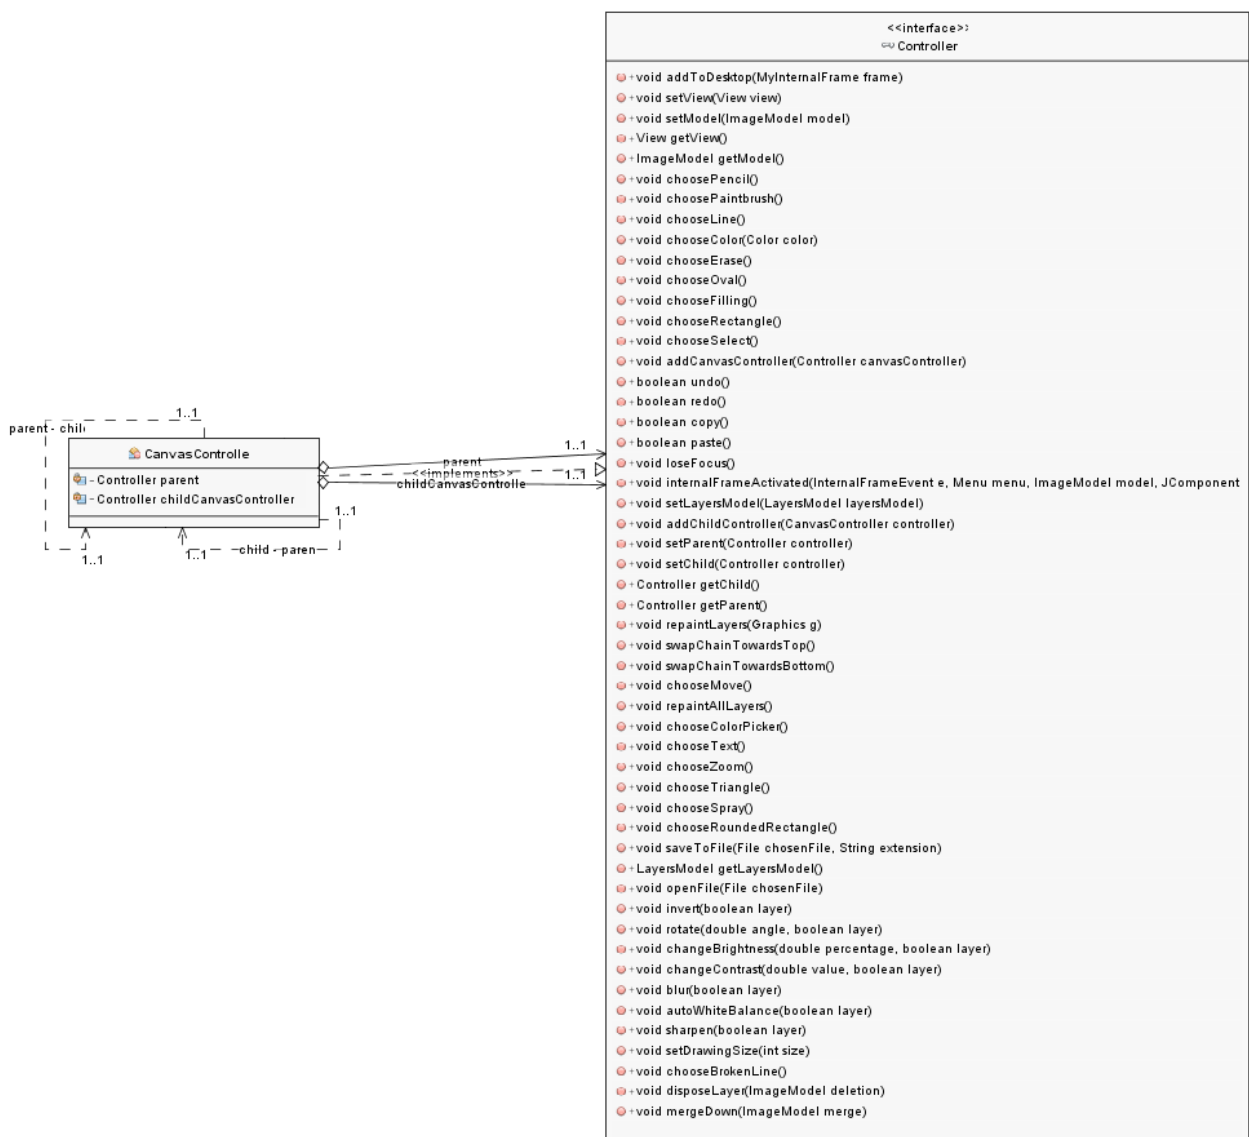 <<interface>>
Controller
+void addToDesktop(MyInternalFrame frame)
+void setView(View view)
+void setModel(ImageModel model)
+View getView()
+ImageModel getModel()
+void choosePencil()
+void choosePaintbrush()
+void chooseLine()
+void chooseColor(Color color)
+void chooseErase()
+void chooseOval()
+void chooseFilling()
+void chooseRectangle()
+void chooseSelect()
+void addCanvasController(Controller canvasController)
+boolean undo()
+boolean redo()
+boolean copy()
+boolean paste()
+void loseFocus()
+void internalFrameActivated(InternalFrameEvent e, Menu menu, ImageModel model, JComponent
+void setLayersModel(LayersModel layersModel)
+void addChildController(CanvasController controller)
+void setParent(Controller controller)
+void setChild(Controller controller)
+Controller getChild()
+Controller getParent()
+void repaintLayers(Graphics g)
+void swapChainTowardsTop()
+void swapChainTowardsBottom()
+void chooseMove()
+void repaintAllLayers()
+void chooseColorPicker()
+void chooseText()
+void chooseZoom()
+void chooseTriangle()
+void chooseSpray()
+void chooseRoundedRectangle()
+void saveToFile(File chosenFile, String extension)
+LayersModel getLayersModel()
+void openFile(File chosenFile)
+void invert(boolean layer)
+void rotate(double angle, boolean layer)
+void changeBrightness(double percentage, boolean layer)
+void changeContrast(double value, boolean layer)
+void blur(boolean layer)
+void autoWhiteBalance(boolean layer)
+void sharpen(boolean layer)
+void setDrawingSize(int size)
+void chooseBrokenLine()
+void disposeLayer(ImageModel deletion)
+void mergeDown(ImageModel merge)
1..1
parent - chil
CanvasControlle
- Controller parent
- Controller childCanvasController
1..1
1..1
1..1
child - paren
1..1
parent
<<implements>>
1..1
childCanvasControlle